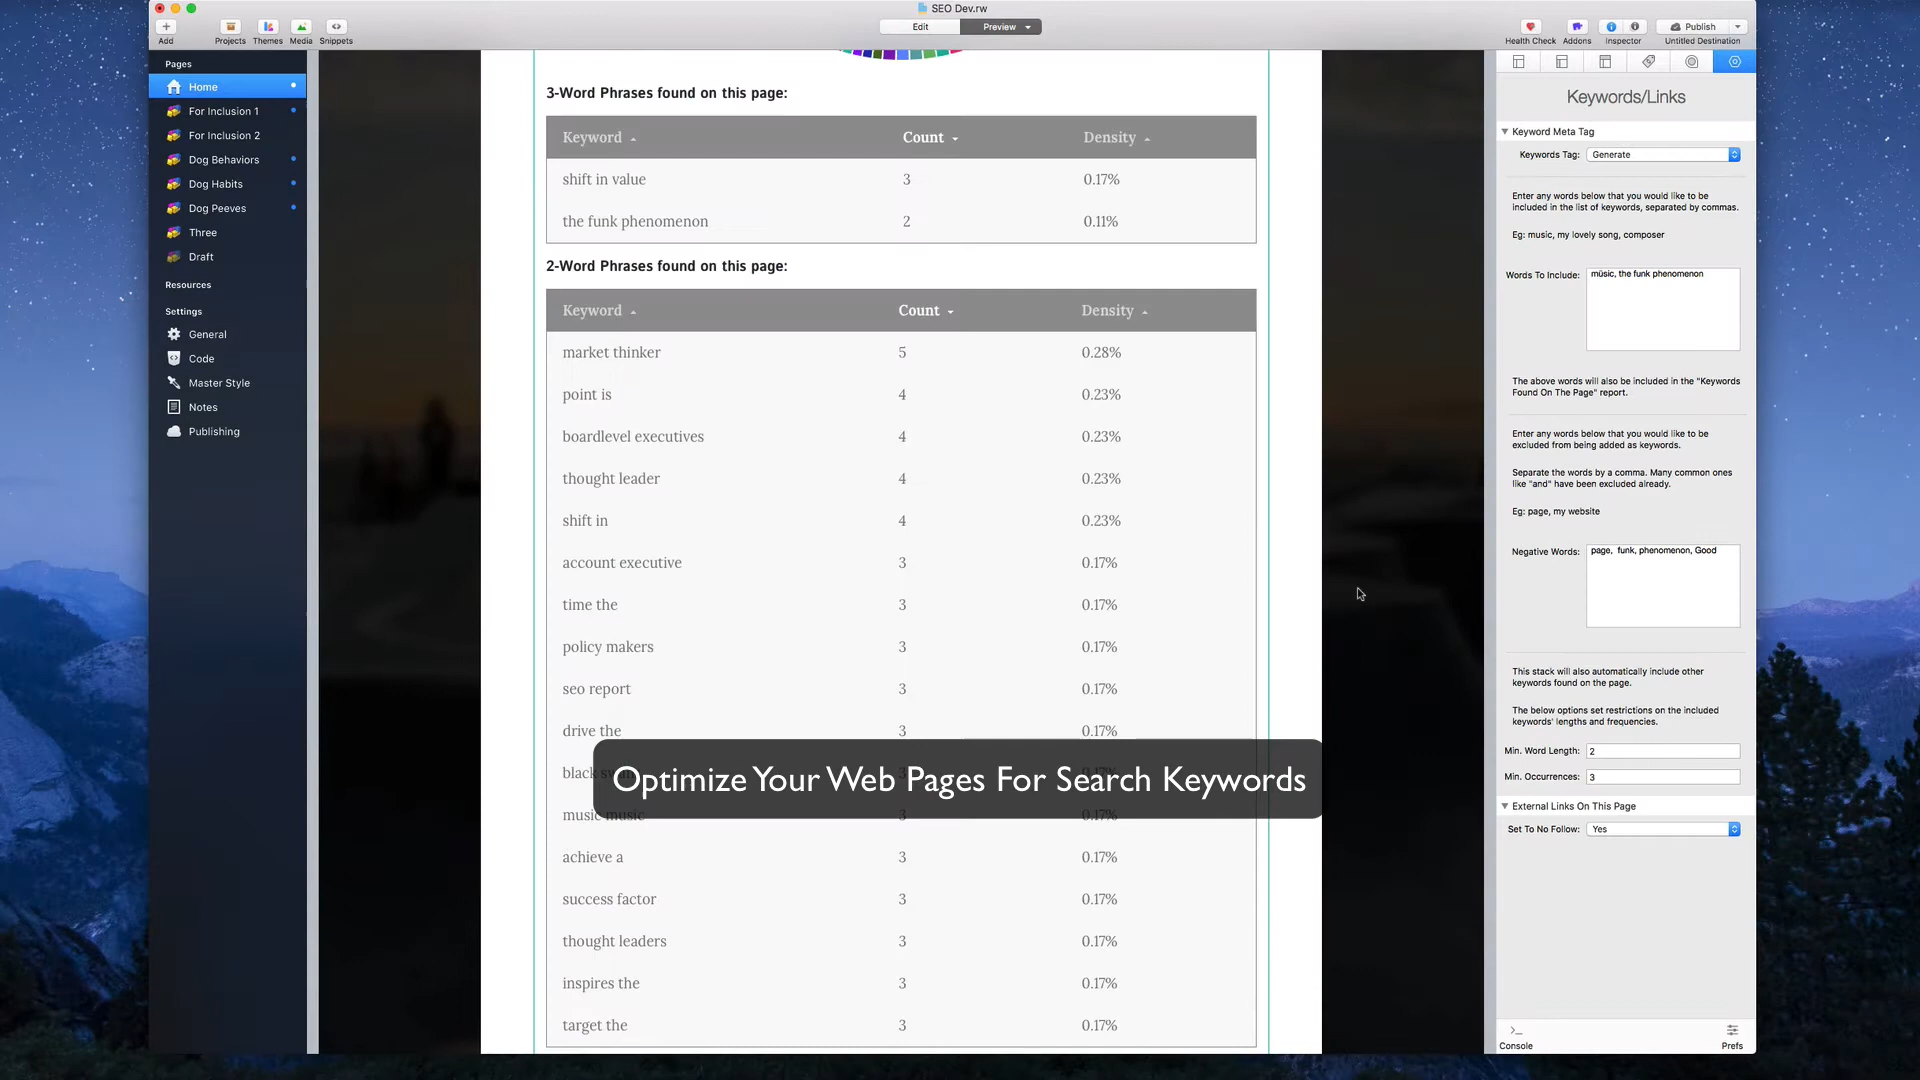 SEO Dev.rw
Add
Projects
Themes
Media
Snippets
Edit
Preview
Health Check
Addons
Inspector
Publish
Untitled Destination
Pages
Home
For Inclusion 1
For Inclusion 2
Dog Behaviors
Dog Habits
Dog Peeves
Three
Draft
Resources
Settings
General
Code
Master Style
Notes
Publishing
3-Word Phrases found on this page:
Keyword Count Density
shift in value 3 0.17%
the funk phenomenon 2 0.11%
2-Word Phrases found on this page:
Keyword Count Density
market thinker 5 0.28%
point is 4 0.23%
boardlevel executives 4 0.23%
thought leader 4 0.23%
shift in 4 0.23%
account executive 3 0.17%
time the 3 0.17%
policy makers 3 0.17%
seo report 3 0.17%
drive the 3 0.17%
black 3 0.17%
Optimize Your Web Pages For Search Keywords
music music 3 0.17%
achieve a 3 0.17%
success factor 3 0.17%
thought leaders 3 0.17%
inspires the 3 0.17%
target the 3 0.17%
Keywords/Links
Keyword Meta Tag
Keywords Tag: Generate
Enter any words below that you would like to be
included in the list of keywords, separated by commas.
Eg: music, my lovely song, composer
Words To Include: müsic, the funk phenomenon
The above words will also be included in the "Keywords
Found On The Page" report.
Enter any words below that you would like to be
excluded from being added as keywords.
Separate the words by a comma. Many common ones
like "and" have been excluded already.
Eg: page, my website
Negative Words: page, funk, phenomenon, Good
This stack will also automatically include other
keywords found on the page.
The below options set restrictions on the included
keywords' lengths and frequencies.
Min. Word Length: 2
Min. Occurrences: 3
External Links On This Page
Set To No Follow: Yes
Console
Prefs